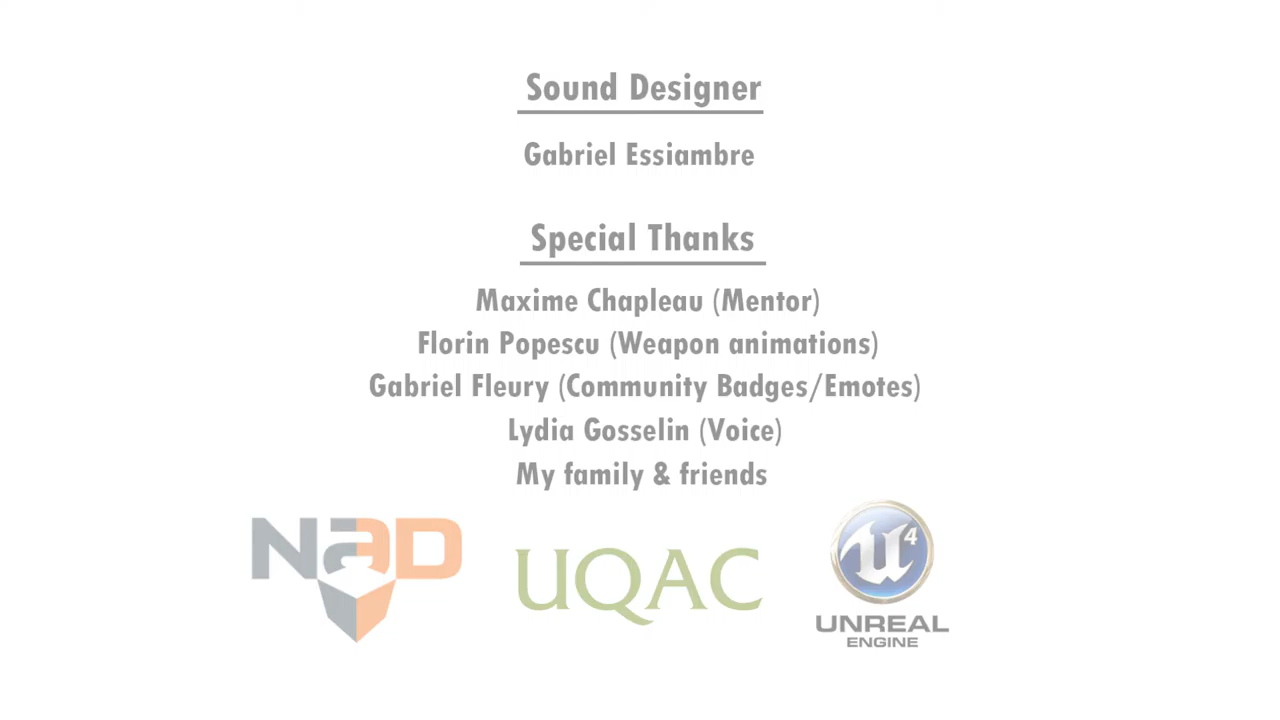 Sound Designer
Gabriel Essiambre
Special Thanks
Maxime Chapleau (Mentor)
Florin Popescu (Weapon animations)
Gabriel Fleury (Community Badges/Emotes)
Lydia Gosselin (Voice)
My family & friends
NaD
UQAC
U4
UNREAL
ENGINE